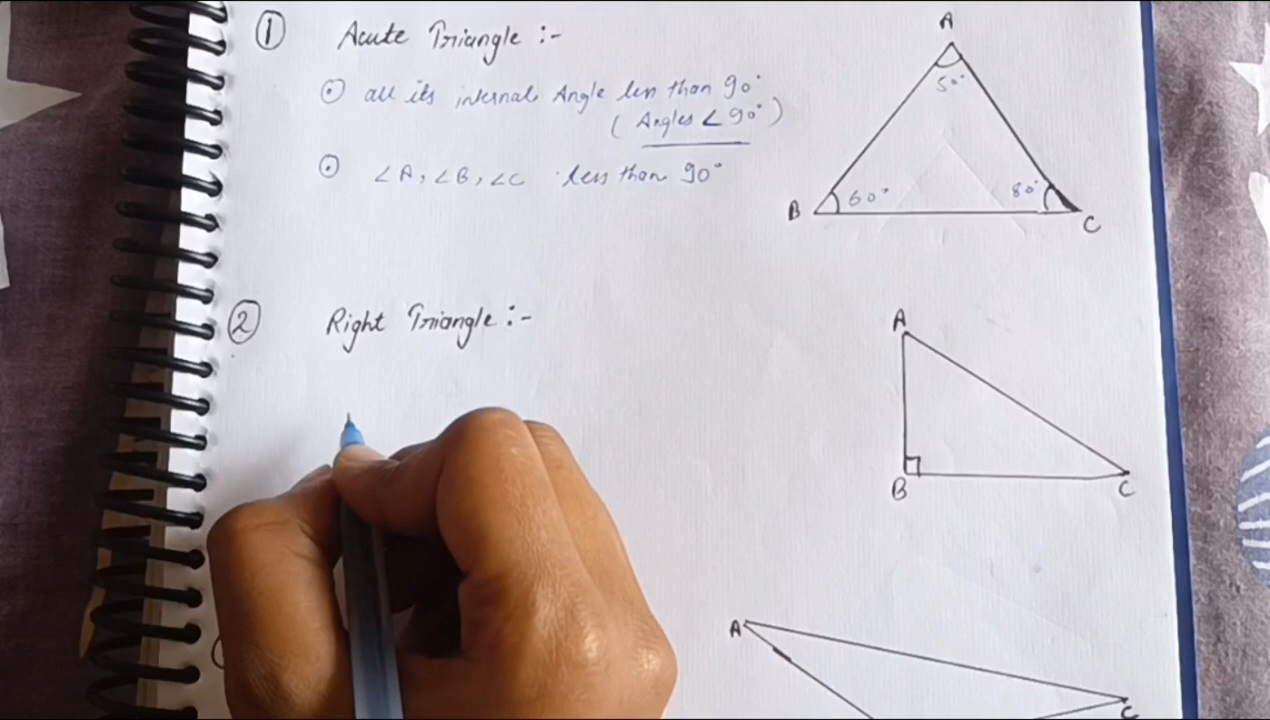 ① Acute Triangle :-
⊙ all its internal Angle less than 90°
( Angles ∠ 90° )
⊙ ∠A, ∠B, ∠C less than 90°
A
50°
B 60° 80° C
② Right Triangle :-
A
B C
A
C